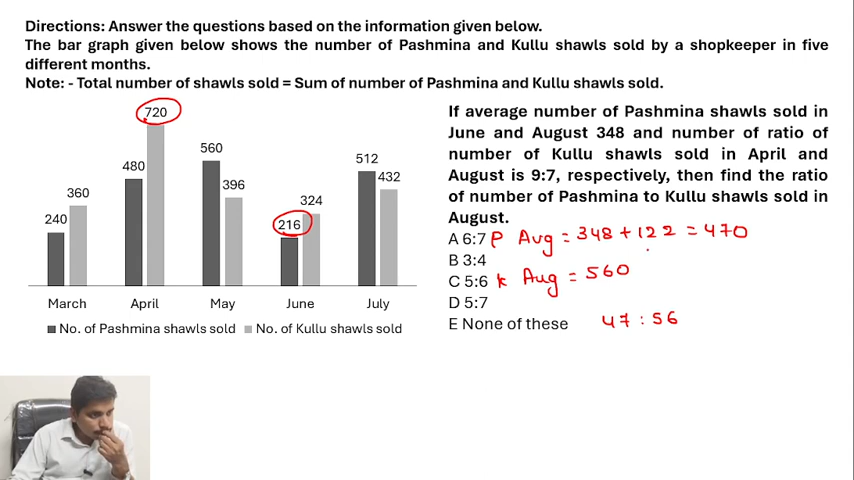 Directions: Answer the questions based on the information given below.
The bar graph given below shows the number of Pashmina and Kullu shawls sold by a shopkeeper in five
different months.
Note: - Total number of shawls sold = Sum of number of Pashmina and Kullu shawls sold.
720
560
512
480
432
396
360
324
240
216
March April May June July
No. of Pashmina shawls sold No. of Kullu shawls sold
If average number of Pashmina shawls sold in
June and August 348 and number of ratio of
number of Kullu shawls sold in April and
August is 9:7, respectively, then find the ratio
of number of Pashmina to Kullu shawls sold in
August.
A 6:7
P Aug = 348 + 122 = 470
B 3:4
C 5:6
K Aug = 560
D 5:7
E None of these
47 : 56